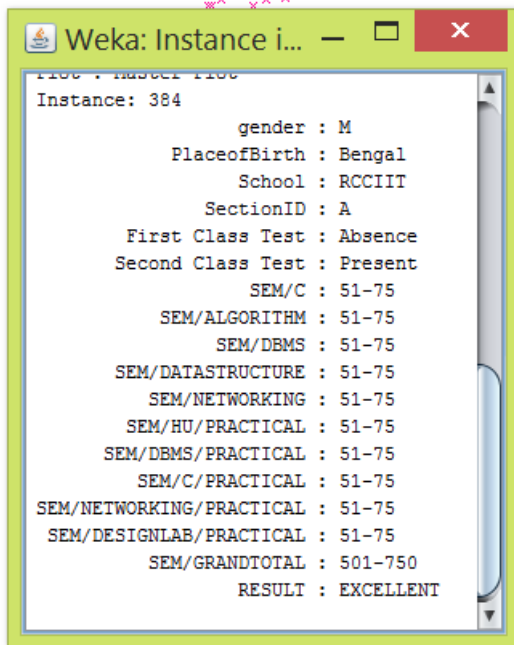 Weka: Instance i...
Plot : Master Plot
Instance: 384
gender : M
PlaceofBirth : Bengal
School : RCCIIT
SectionID : A
First Class Test : Absence
Second Class Test : Present
SEM/C : 51-75
SEM/ALGORITHM : 51-75
SEM/DBMS : 51-75
SEM/DATASTRUCTURE : 51-75
SEM/NETWORKING : 51-75
SEM/HU/PRACTICAL : 51-75
SEM/DBMS/PRACTICAL : 51-75
SEM/C/PRACTICAL : 51-75
SEM/NETWORKING/PRACTICAL : 51-75
SEM/DESIGNLAB/PRACTICAL : 51-75
SEM/GRANDTOTAL : 501-750
RESULT : EXCELLENT